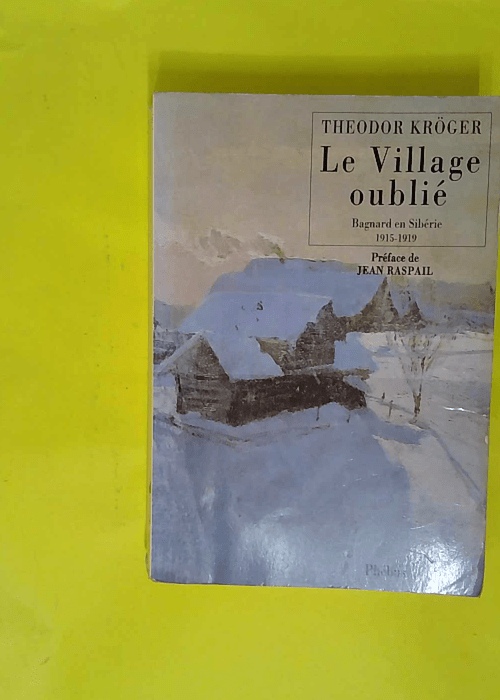 THEODOR KRÖGER
Le Village
oublié
Bagnard en Sibérie
1915-1919
Préface de
JEAN RASPAIL
Phébus